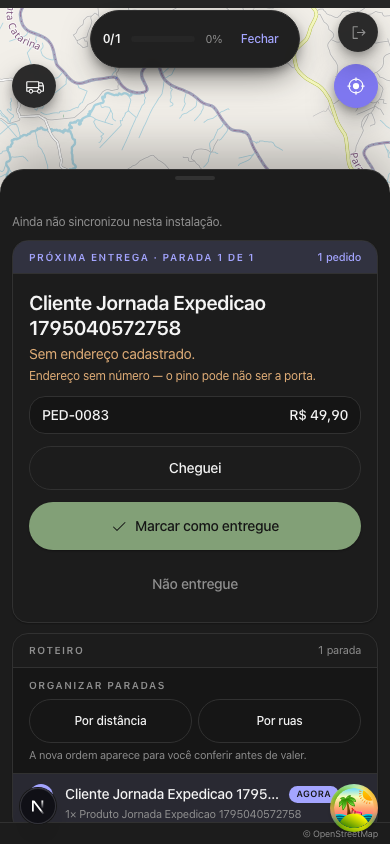 ta Catarina
0/1
0%
Fechar
Ainda não sincronizou nesta instalação.
PRÓXIMA ENTREGA · PARADA 1 DE 1
1 pedido
Cliente Jornada Expedicao
1795040572758
Sem endereço cadastrado.
Endereço sem número — o pino pode não ser a porta.
PED-0083
R$ 49,90
Cheguei
Marcar como entregue
Não entregue
ROTEIRO
1 parada
ORGANIZAR PARADAS
Por distância
Por ruas
A nova ordem aparece para você conferir antes de valer.
Cliente Jornada Expedicao 1795...
AGORA
1× Produto Jornada Expedicao 1795040572758
N
© OpenStreetMap